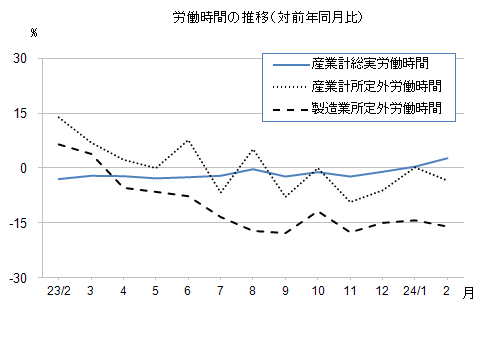 労働時間の推移(対前年同月比)
%
産業計総実労働時間
産業計所定外労働時間
製造業所定外労働時間
30
15
0
-15
-30
23/2 3 4 5 6 7 8 9 10 11 12 24/1 2 月